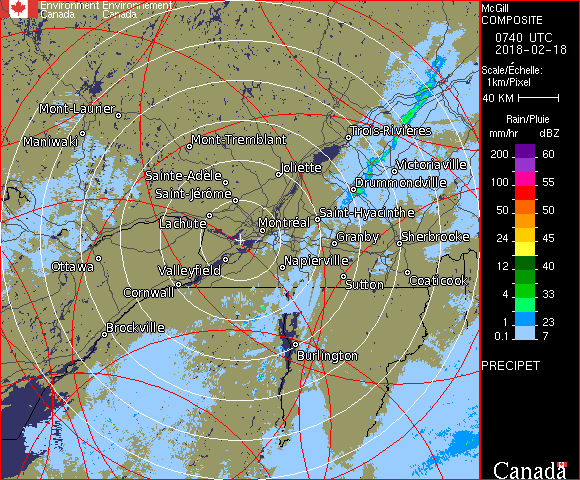 Environment Environnement
Canada Canada
McGill
COMPOSITE
0740 UTC
2018-02-18
Scale/Échelle:
1km/Pixel
40 KM
Rain/Pluie
mm/hr dBZ
200 60
100 55
50 50
24 45
12 40
4 33
1 23
0.1 7
PRECIPET
Canada
Mont-Laurier
Maniwaki
Mont-Tremblant
Trois-Rivières
Sainte-Adèle
Joliette
Victoriaville
Saint-Jérôme
Drummondville
Lachute
Montréal
Saint-Hyacinthe
Granby
Sherbrooke
Ottawa
Valleyfield
Napierville
Cornwall
Sutton
Coaticook
Brockville
Burlington